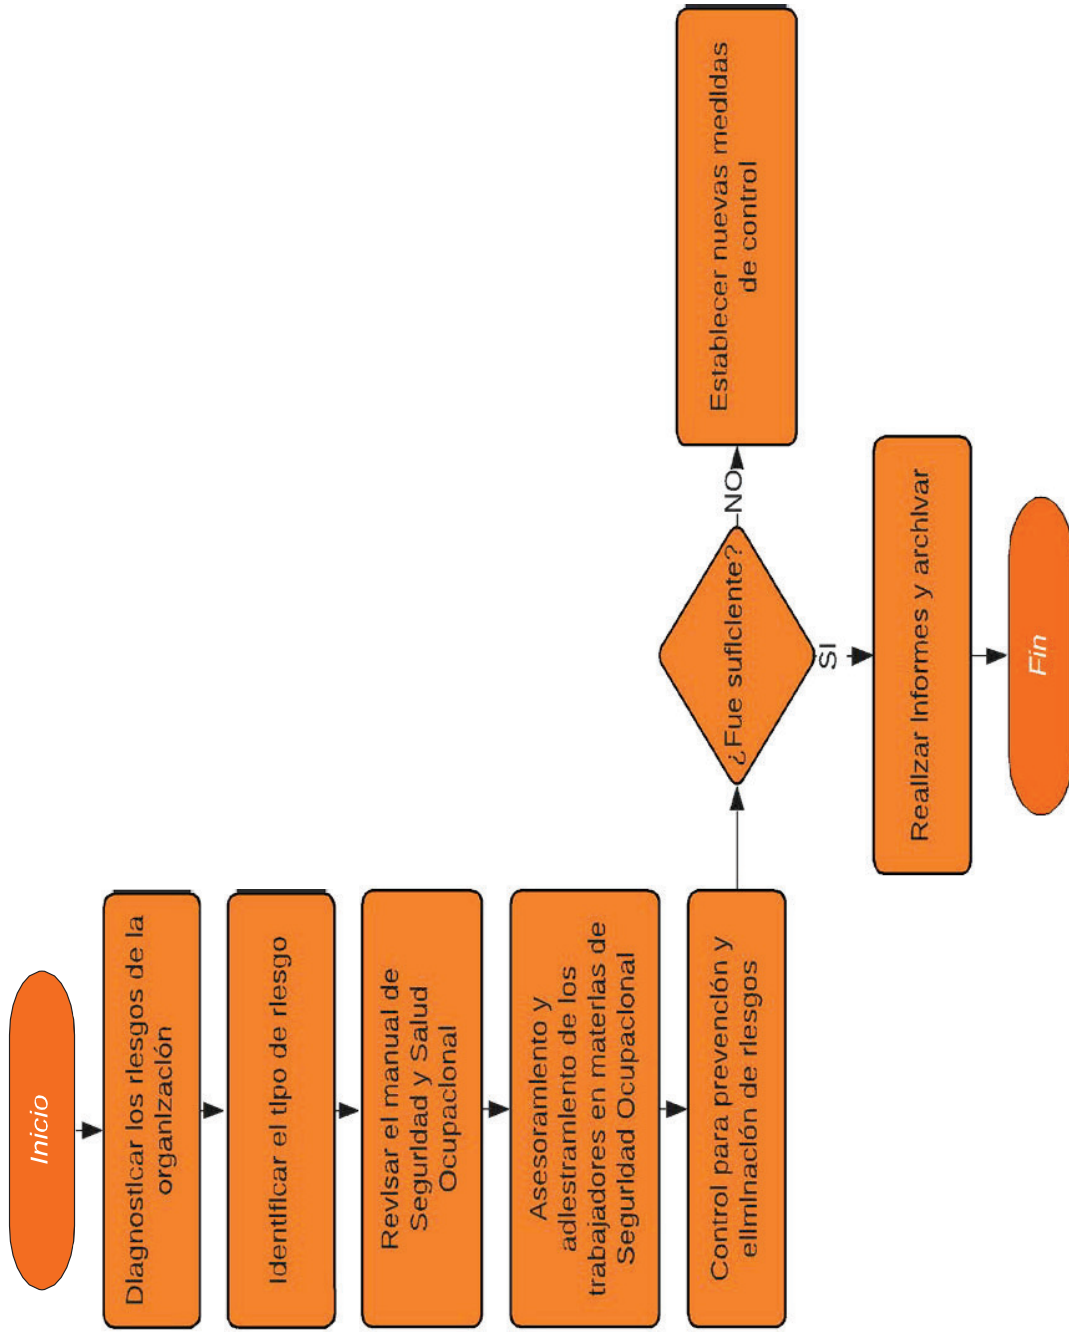 Inicio
Diagnosticar los riesgos de la
organización
Identificar el tipo de riesgo
Revisar el manual de
Seguridad y Salud
Ocupacional
Asesoramiento y
adiestramiento de los
trabajadores en materias de
Seguridad Ocupacional
Control para prevención y
eliminación de riesgos
¿Fue suficiente?
NO
Establecer nuevas medidas
de control
SI
Realizar Informes y archivar
Fin